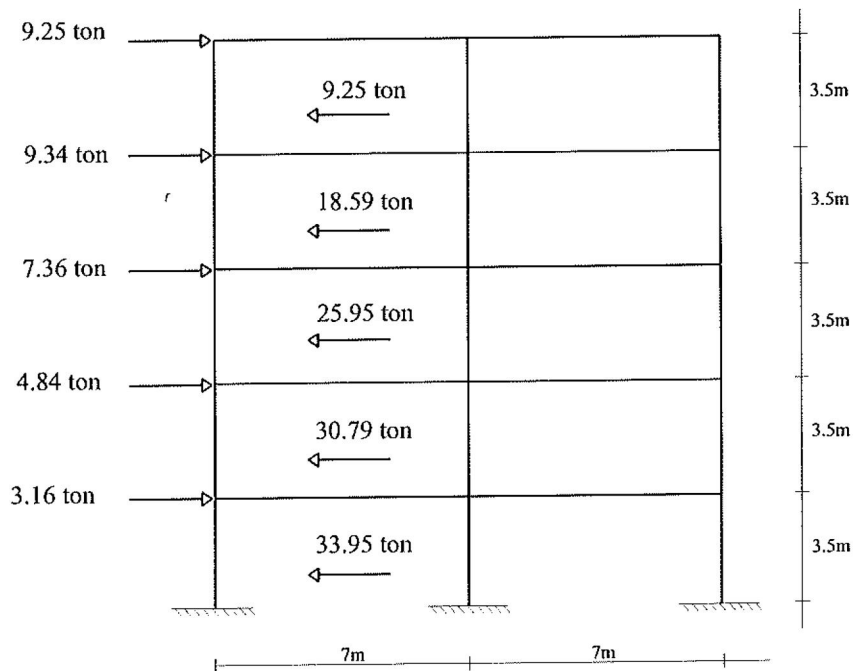 9.25 ton
9.25 ton
3.5m
9.34 ton
18.59 ton
3.5m
7.36 ton
25.95 ton
3.5m
4.84 ton
30.79 ton
3.5m
3.16 ton
33.95 ton
3.5m
7m
7m